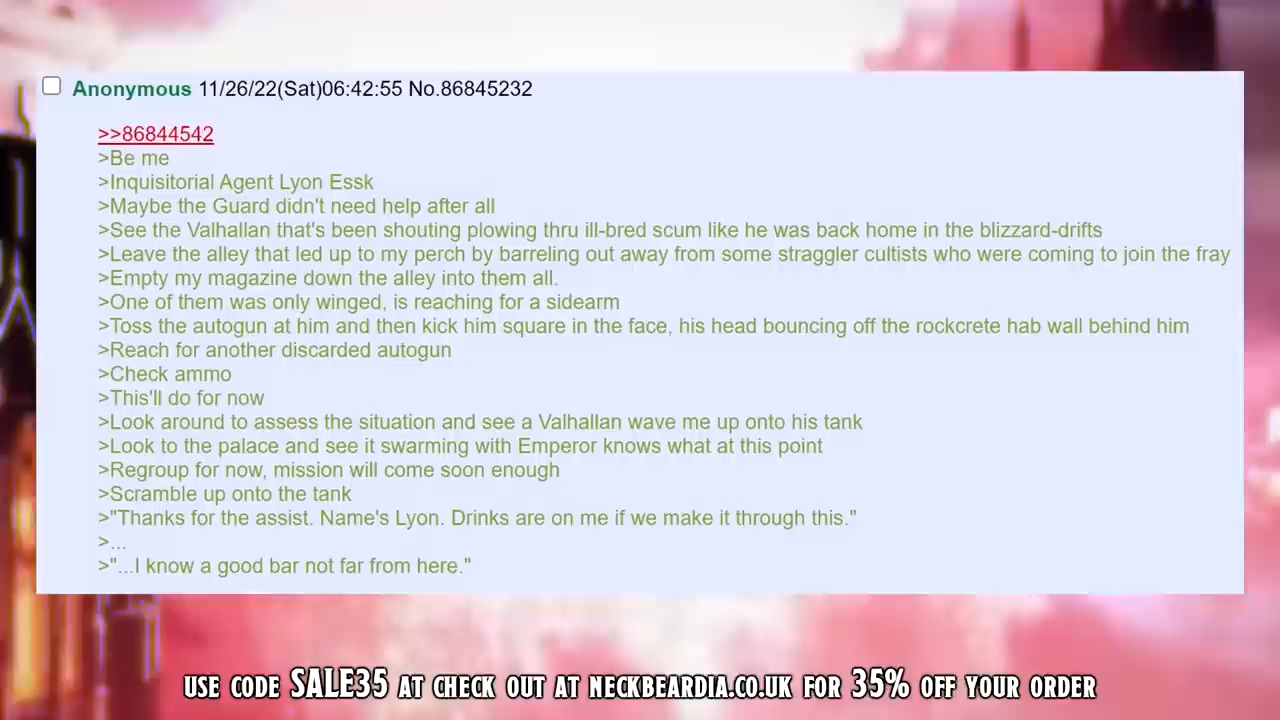 Anonymous 11/26/22(Sat)06:42:55 No.86845232
>>86844542
>Be me
>Inquisitorial Agent Lyon Essk
>Maybe the Guard didn't need help after all
>See the Valhallan that's been shouting plowing thru ill-bred scum like he was back home in the blizzard-drifts
>Leave the alley that led up to my perch by barreling out away from some straggler cultists who were coming to join the fray
>Empty my magazine down the alley into them all.
>One of them was only winged, is reaching for a sidearm
>Toss the autogun at him and then kick him square in the face, his head bouncing off the rockcrete hab wall behind him
>Reach for another discarded autogun
>Check ammo
>This'll do for now
>Look around to assess the situation and see a Valhallan wave me up onto his tank
>Look to the palace and see it swarming with Emperor knows what at this point
>Regroup for now, mission will come soon enough
>Scramble up onto the tank
>"Thanks for the assist. Name's Lyon. Drinks are on me if we make it through this."
>...
>"...I know a good bar not far from here."
USE CODE SALE35 AT CHECK OUT AT NECKBEARDIA.CO.UK FOR 35% OFF YOUR ORDER